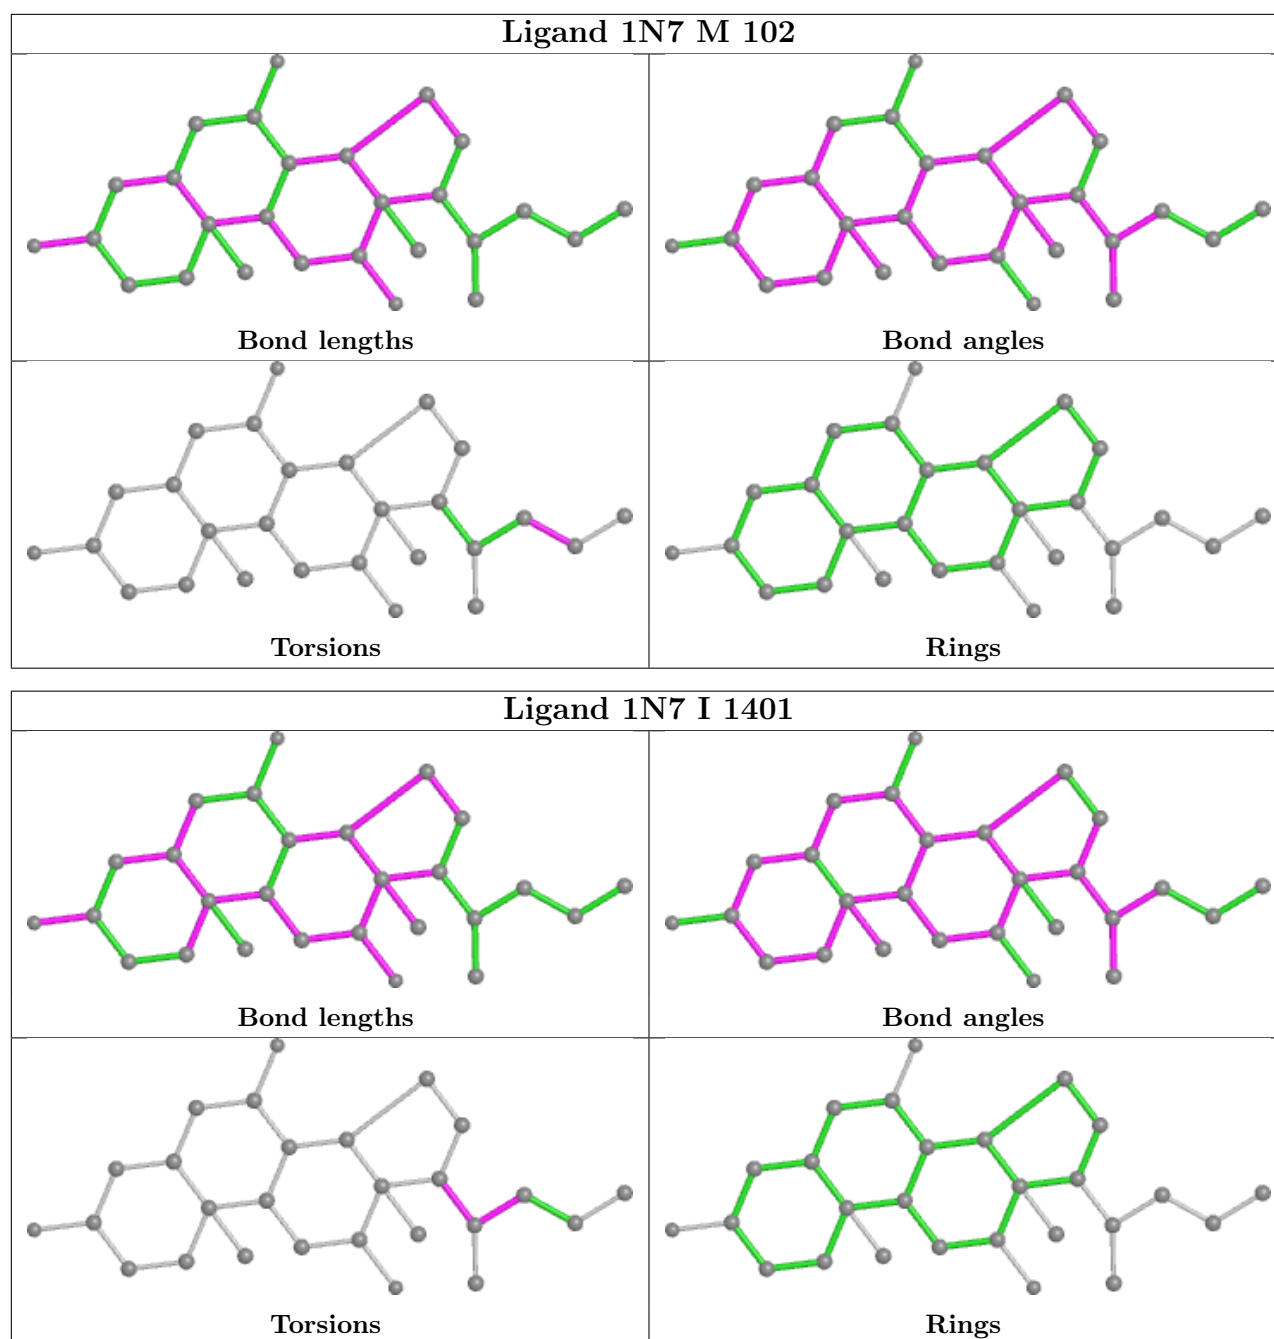 Ligand 1N7 M 102
Bond lengths
Bond angles
Torsions
Rings
Ligand 1N7 I 1401
Bond lengths
Bond angles
Torsions
Rings